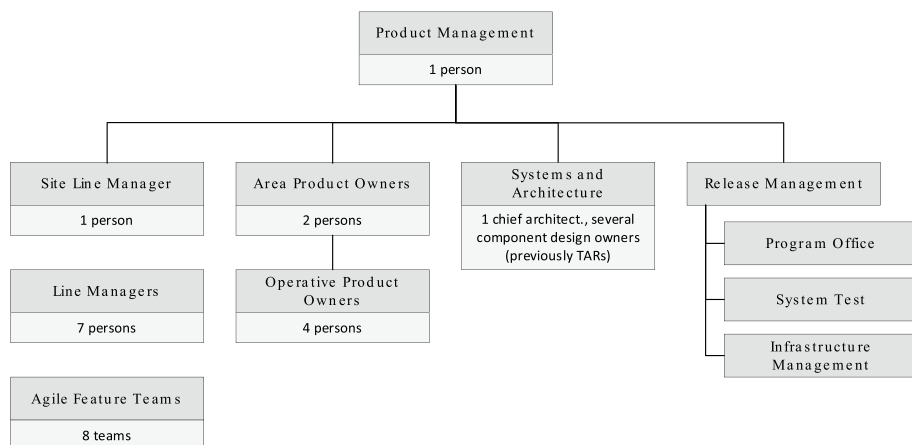 Product Management
1 person
Site Line Manager
1 person
Area Product Owners
2 persons
Systems and
Architecture
1 chief architect., several
component design owners
(previously TARs)
Release Management
Program Office
Line Managers
7 persons
Operative Product
Owners
4 persons
System Test
Infrastructure
Management
Agile Feature Teams
8 teams